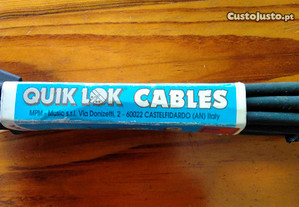 CustoJusto.pt
QUIK LOK CABLES
MPM - Music s.r.l. Via Donizetti, 2 - 60022 CASTELFIDARDO (AN) Italy